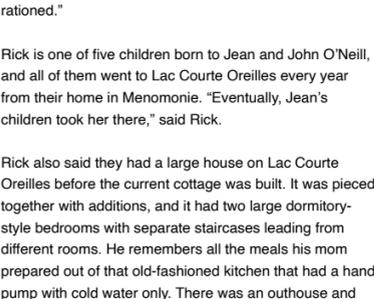 rationed.”
Rick is one of five children born to Jean and John O’Neill,
and all of them went to Lac Courte Oreilles every year
from their home in Menomonie. “Eventually, Jean’s
children took her there,” said Rick.
Rick also said they had a large house on Lac Courte
Oreilles before the current cottage was built. It was pieced
together with additions, and it had two large dormitory-
style bedrooms with separate staircases leading from
different rooms. He remembers all the meals his mom
prepared out of that old-fashioned kitchen that had a hand
pump with cold water only. There was an outhouse and